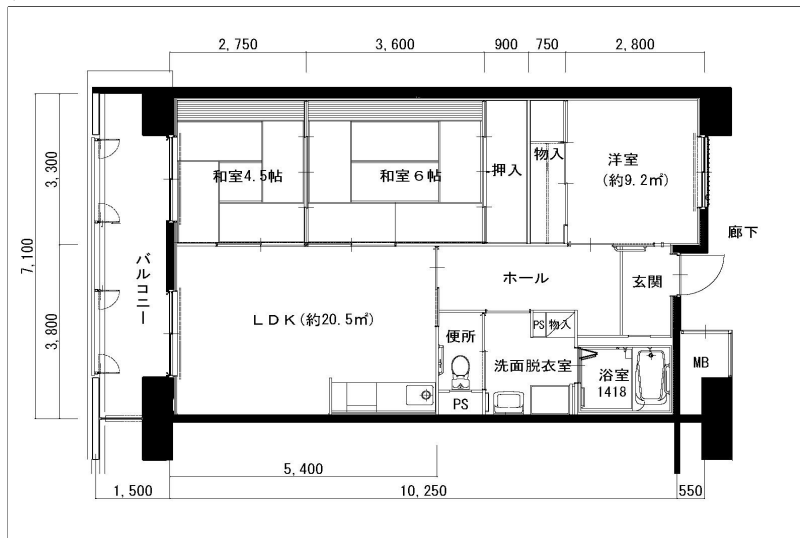 2,750
3,600
900
750
2,800
3,300
7,100
3,800
和室4.5帖
和室6帖
押入
物入
洋室
(約9.2㎡)
廊下
バルコニー
ホール
玄関
LDK(約20.5㎡)
便所
PS
物入
洗面脱衣室
浴室
1418
MB
PS
5,400
1,500
10,250
550